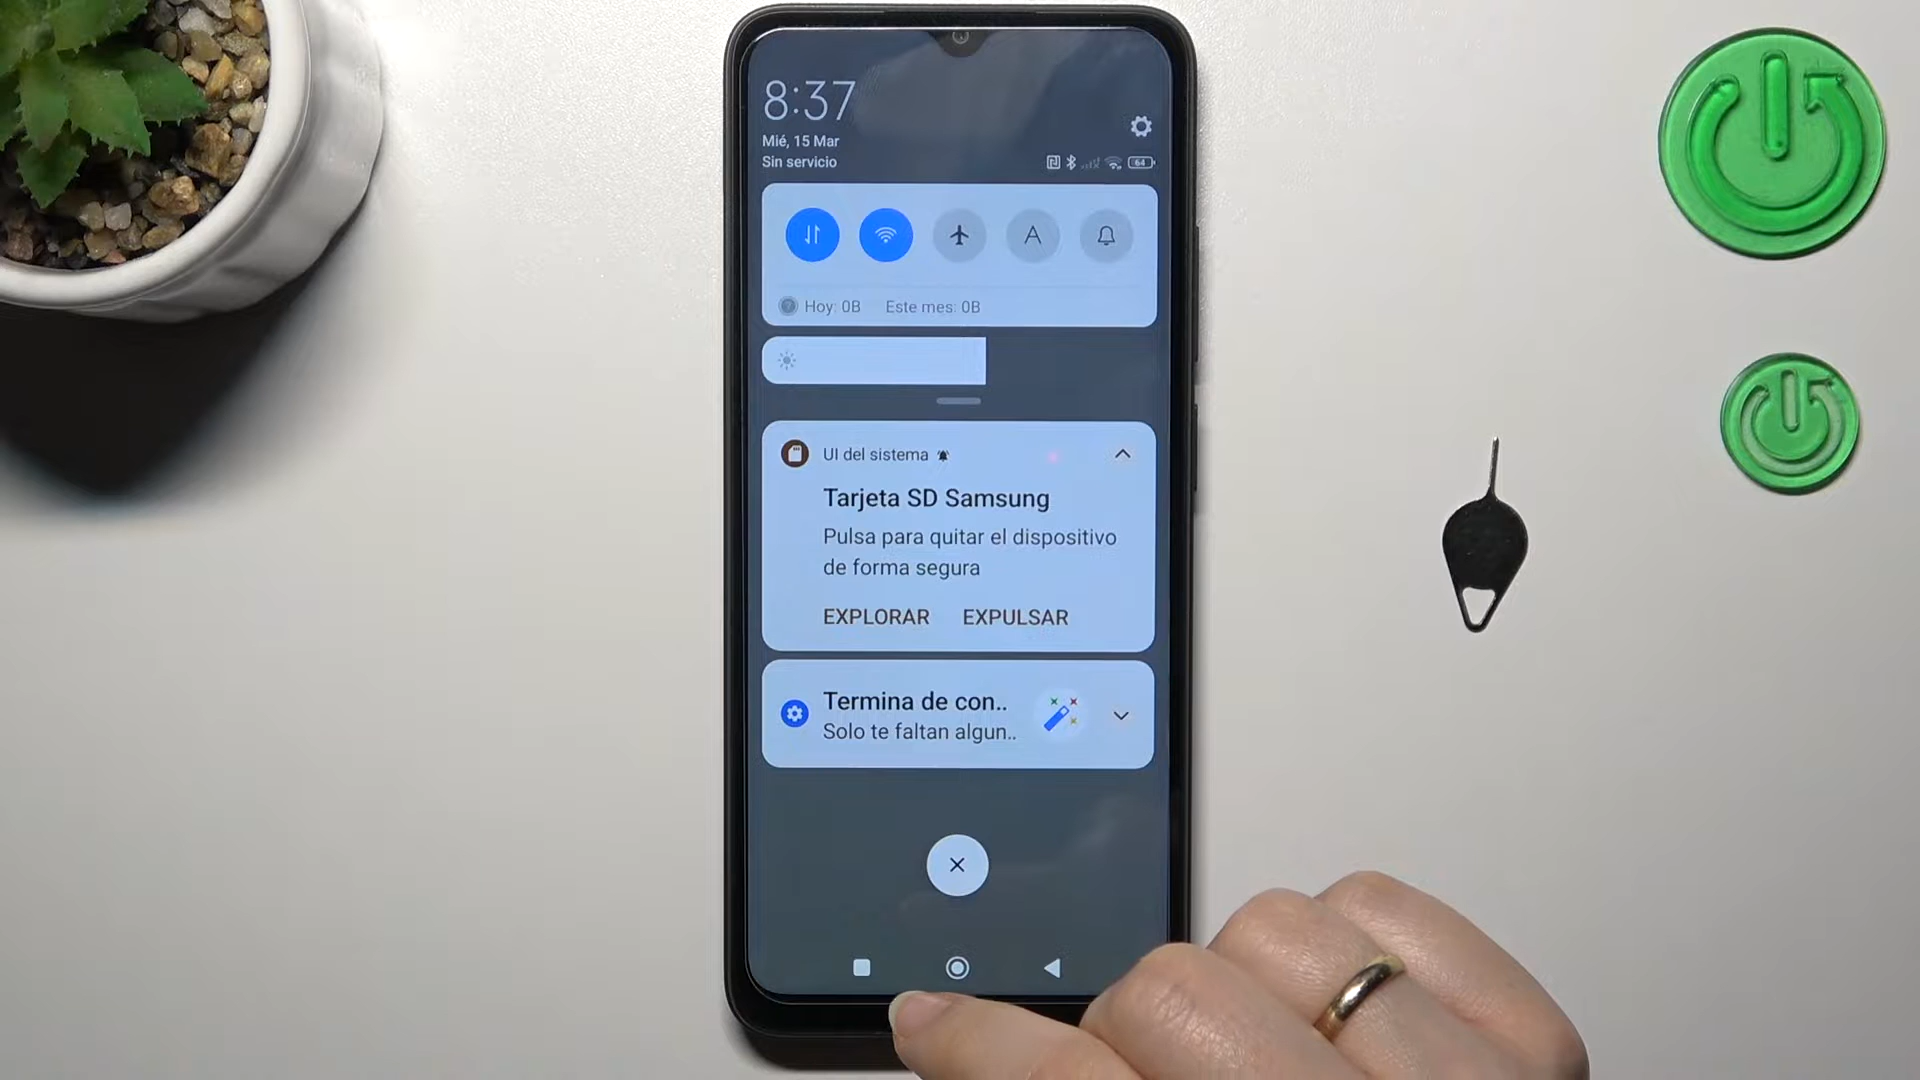 8:37
Mié, 15 Mar
Sin servicio
64
A
Hoy: 0B Este mes: 0B
UI del sistema
Tarjeta SD Samsung
Pulsa para quitar el dispositivo
de forma segura
EXPLORAR EXPULSAR
Termina de con..
Solo te faltan algun..